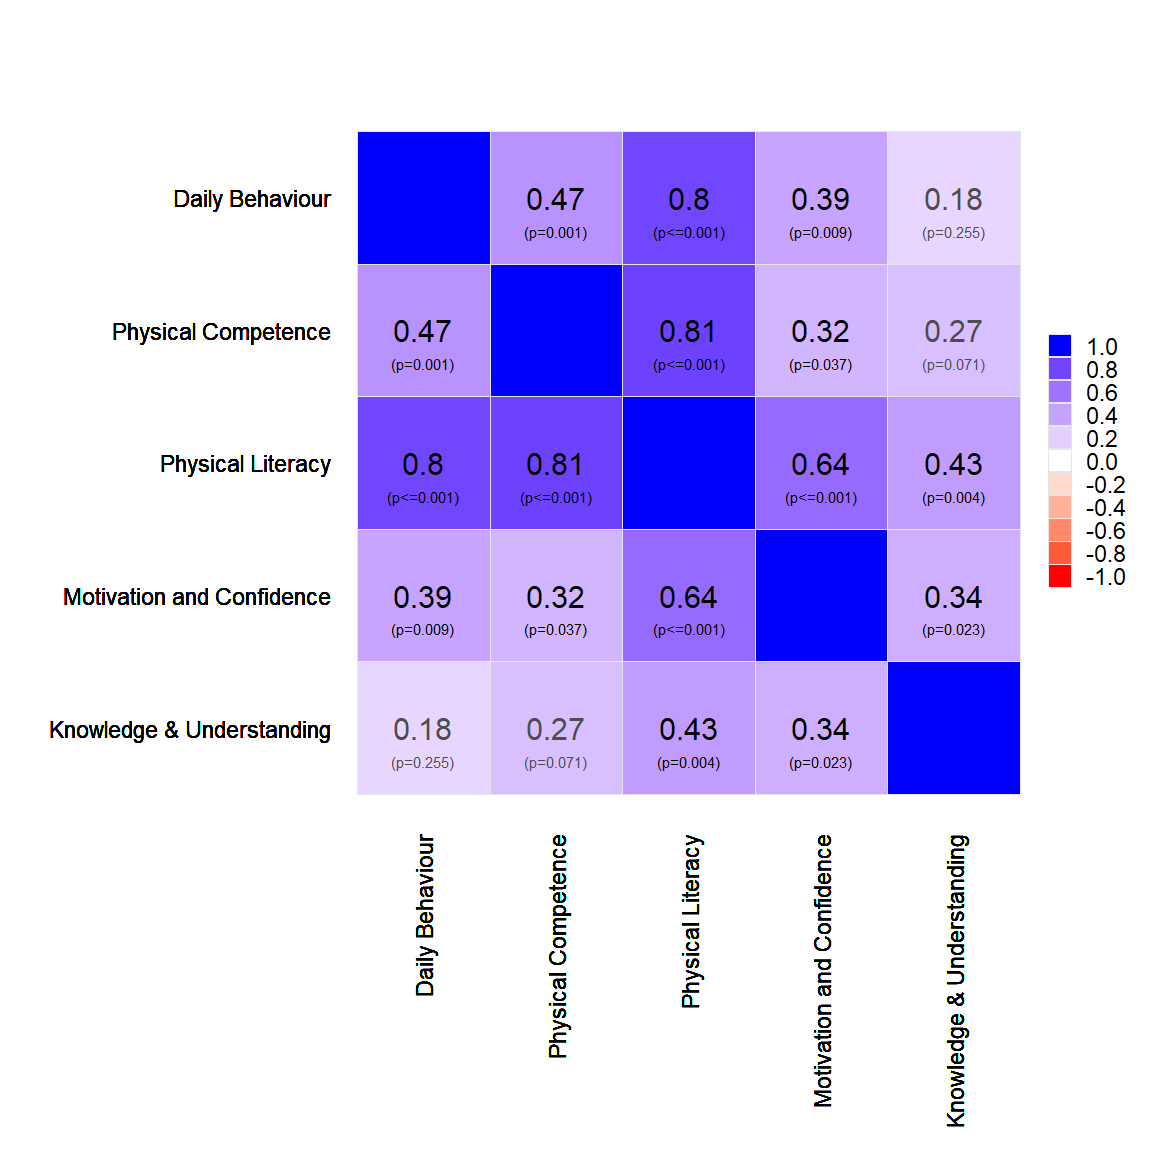 Daily Behaviour
0.47
(p=0.001)
0.8
(p<=0.001)
0.39
(p=0.009)
0.18
(p=0.255)
Physical Competence
0.47
(p=0.001)
0.81
(p<=0.001)
0.32
(p=0.037)
0.27
(p=0.071)
Physical Literacy
0.8
(p<=0.001)
0.81
(p<=0.001)
0.64
(p<=0.001)
0.43
(p=0.004)
Motivation and Confidence
0.39
(p=0.009)
0.32
(p=0.037)
0.64
(p<=0.001)
0.34
(p=0.023)
Knowledge & Understanding
0.18
(p=0.255)
0.27
(p=0.071)
0.43
(p=0.004)
0.34
(p=0.023)
Daily Behaviour
Physical Competence
Physical Literacy
Motivation and Confidence
Knowledge & Understanding
1.0
0.8
0.6
0.4
0.2
0.0
-0.2
-0.4
-0.6
-0.8
-1.0